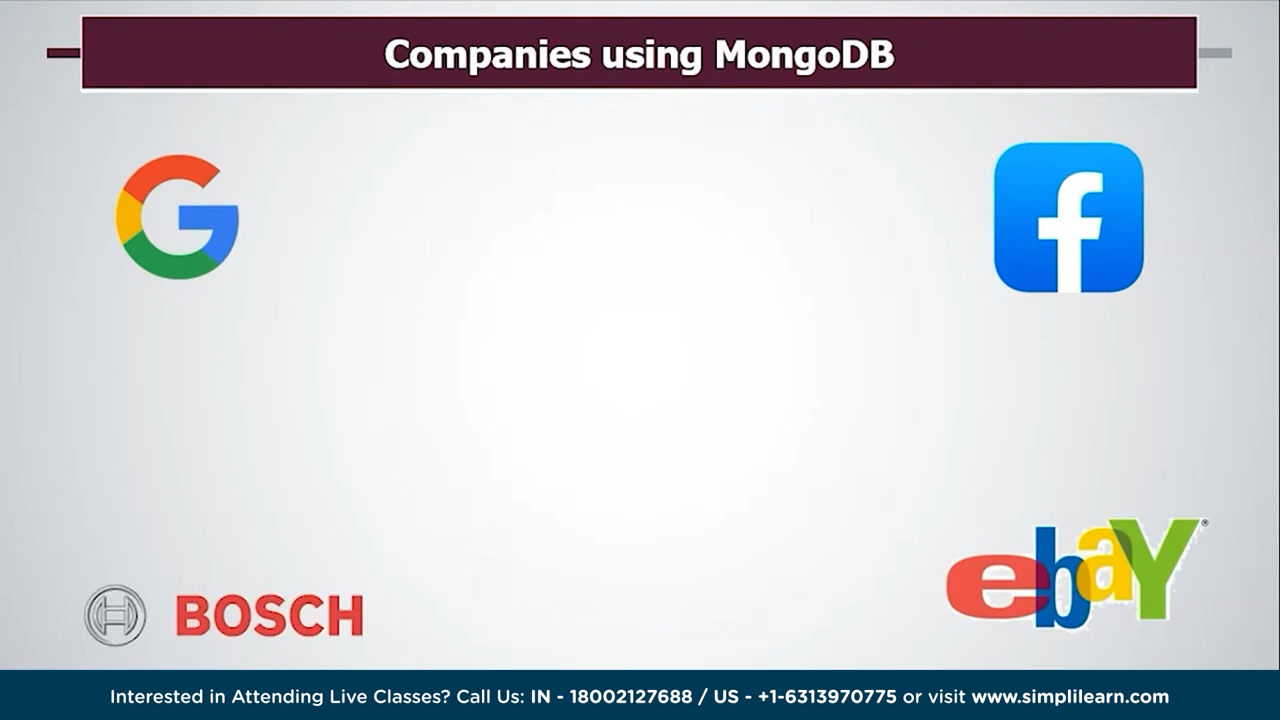 Companies using MongoDB
G
f
BOSCH
ebaY®
Interested in Attending Live Classes? Call Us: IN - 18002127688 / US - +1-6313970775 or visit www.simplilearn.com